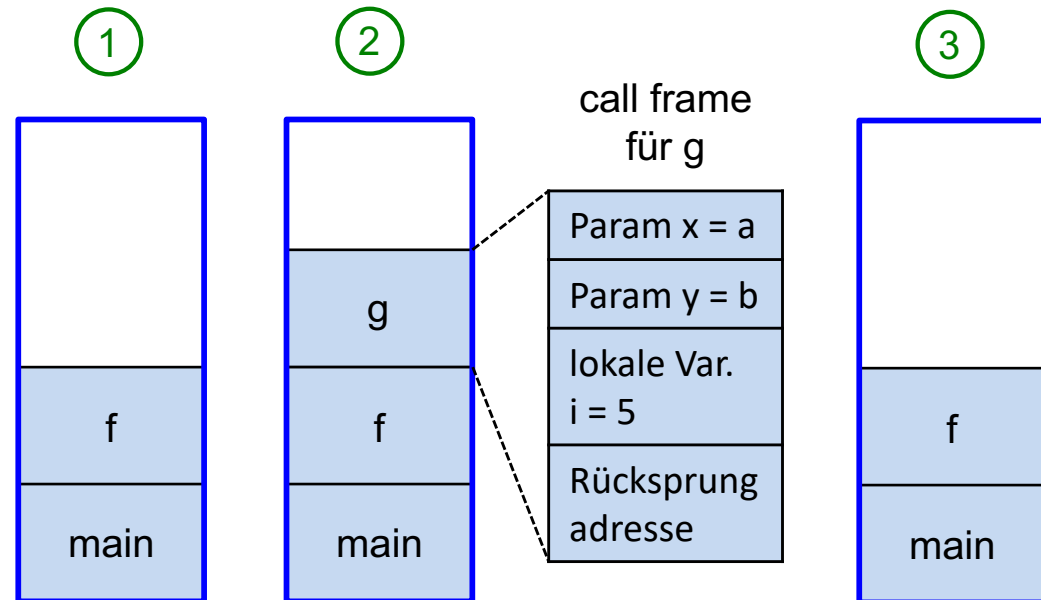 1
2
3
call frame
für g
f
main
g
f
main
Param x = a
Param y = b
lokale Var.
i = 5
Rücksprung
adresse
f
main